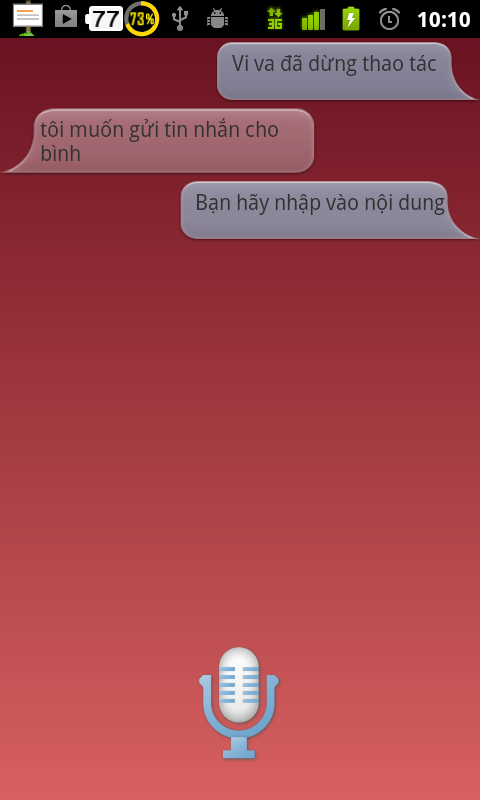 77 73% 3G 10:10
Vi va đã dừng thao tác
tôi muốn gửi tin nhắn cho
bình
Bạn hãy nhập vào nội dung